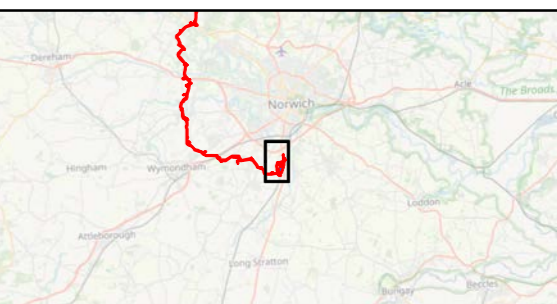 Dereham
Acle
The Broads
Norwich
Hingham
Wymondham
Loddon
Attleborough
Long Stratton
Bungay
Beccles